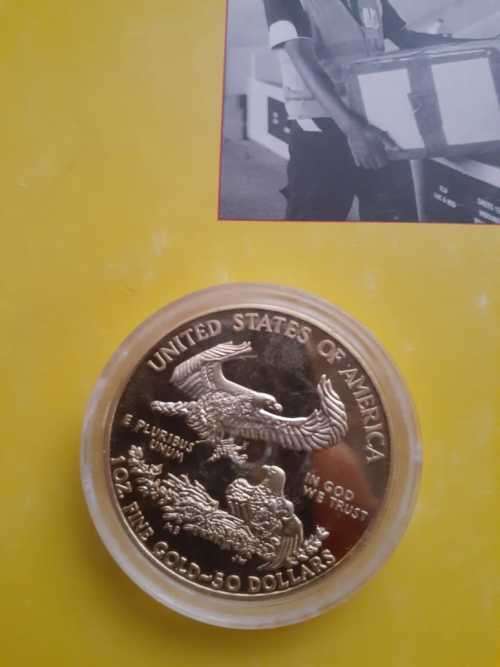 UNITED STATES OF AMERICA
E PLURIBUS
UNUM
IN GOD
WE TRUST
1 OZ. FINE GOLD~50 DOLLARS